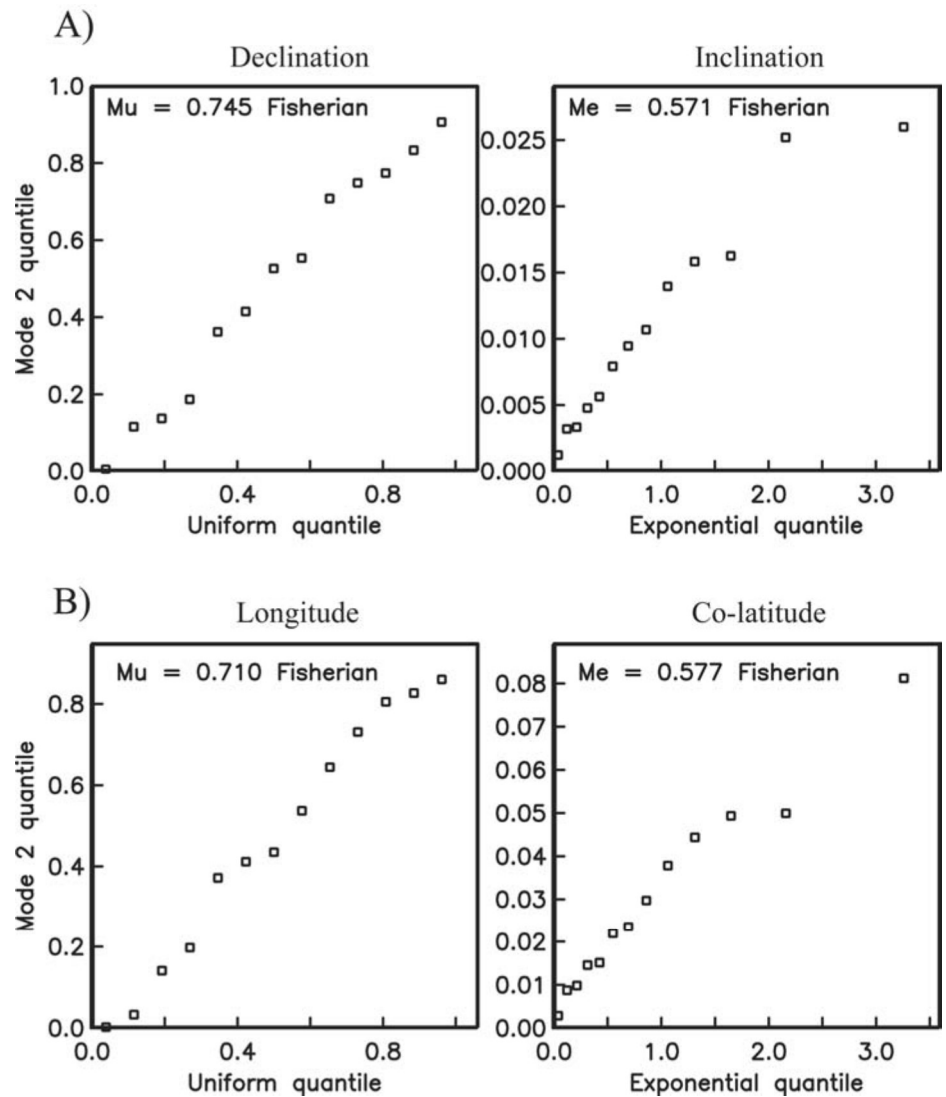 A)
Declination
Mu = 0.745 Fisherian
Mode 2 quantile
1.0
0.8
0.6
0.4
0.2
0.0
0.0 0.4 0.8
Uniform quantile
Inclination
Me = 0.571 Fisherian
0.025
0.020
0.015
0.010
0.005
0.000
0.0 1.0 2.0 3.0
Exponential quantile
B)
Longitude
Mu = 0.710 Fisherian
Mode 2 quantile
0.8
0.6
0.4
0.2
0.0
0.0 0.4 0.8
Uniform quantile
Co-latitude
Me = 0.577 Fisherian
0.08
0.07
0.06
0.05
0.04
0.03
0.02
0.01
0.00
0.0 1.0 2.0 3.0
Exponential quantile